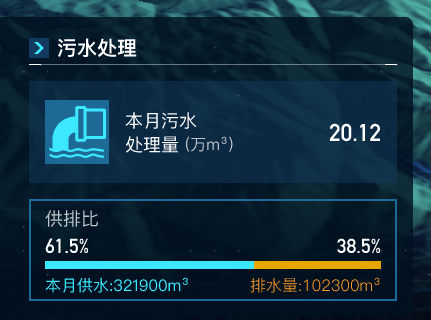 污水处理
本月污水
处理量 (万m³)
20.12
供排比
61.5% 38.5%
本月供水:321900m³ 排水量:102300m³